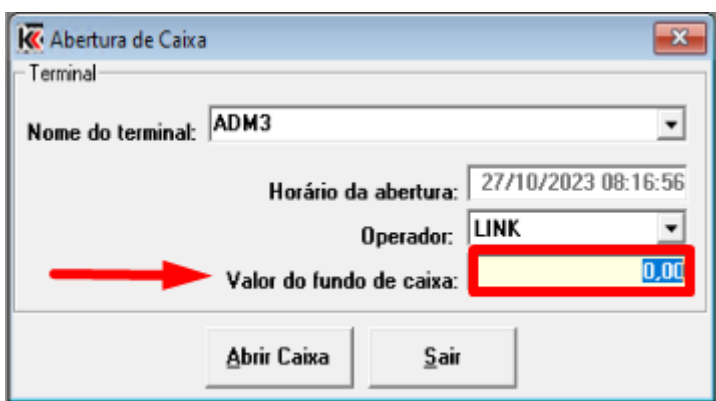 Abertura de Caixa
Terminal
Nome do terminal: ADM3
Horário da abertura: 27/10/2023 08:16:56
Operador: LINK
Valor do fundo de caixa: 0,00
Abrir Caixa Sair